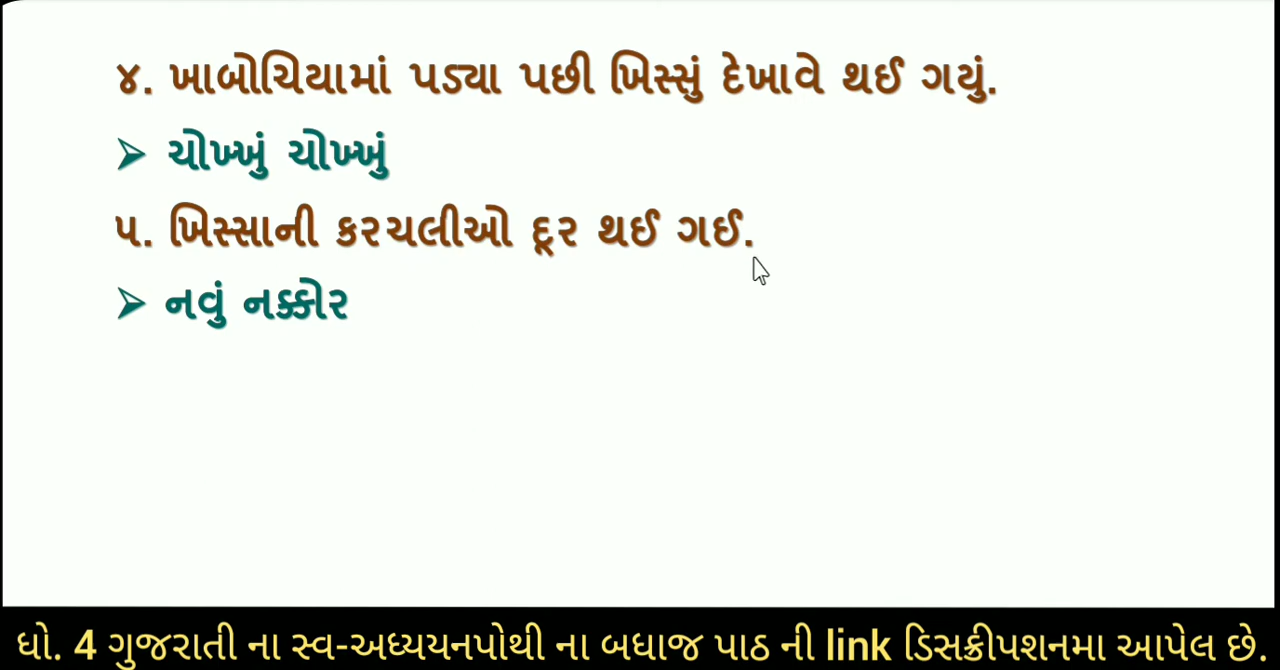 ૪. ખાબોચિયામાં પડ્યા પછી ખિસ્સું દેખાવે થઈ ગયું.
➢ ચોખ્ખું ચોખ્ખું
૫. ખિસ્સાની કરચલીઓ દૂર થઈ ગઈ.
➢ નવું નક્કોર
ધો. 4 ગુજરાતી ના સ્વ-અધ્યયનપોથી ના બધાજ પાઠ ની link ડિસક્રીપશનમા આપેલ છે.